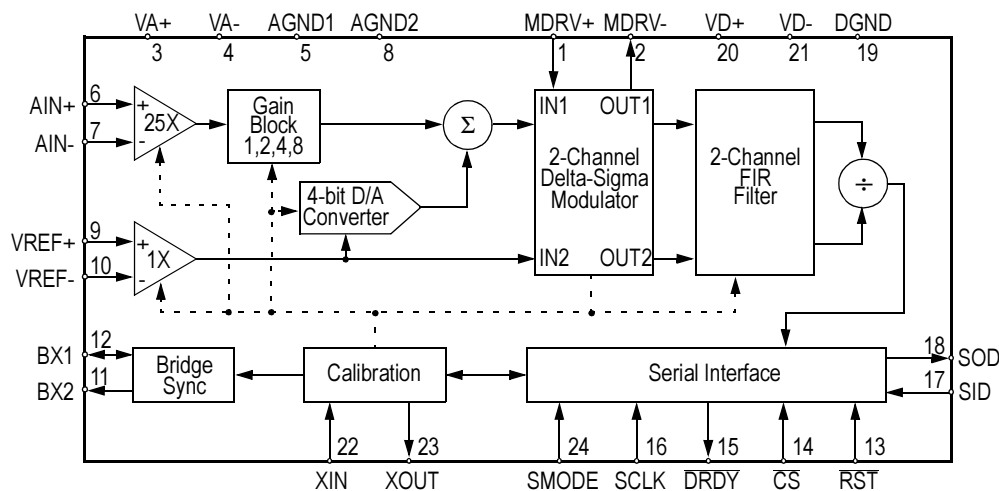 VA+ VA- AGND1 AGND2 MDRV+ MDRV- VD+ VD- DGND
3 4 5 8 1 2 20 21 19
AIN+ 6
AIN- 7
+
-
25X
Gain
Block
1,2,4,8
Σ
IN1 OUT1
2-Channel
Delta-Sigma
Modulator
IN2 OUT2
2-Channel
FIR
Filter
÷
4-bit D/A
Converter
VREF+ 9
VREF- 10
+
-
1X
BX1 12
BX2 11
Bridge
Sync
Calibration
Serial Interface
18 SOD
17 SID
22 23 24 16 15 14 13
XIN XOUT SMODE SCLK D̅R̅D̅Y̅ C̅S̅ R̅S̅T̅